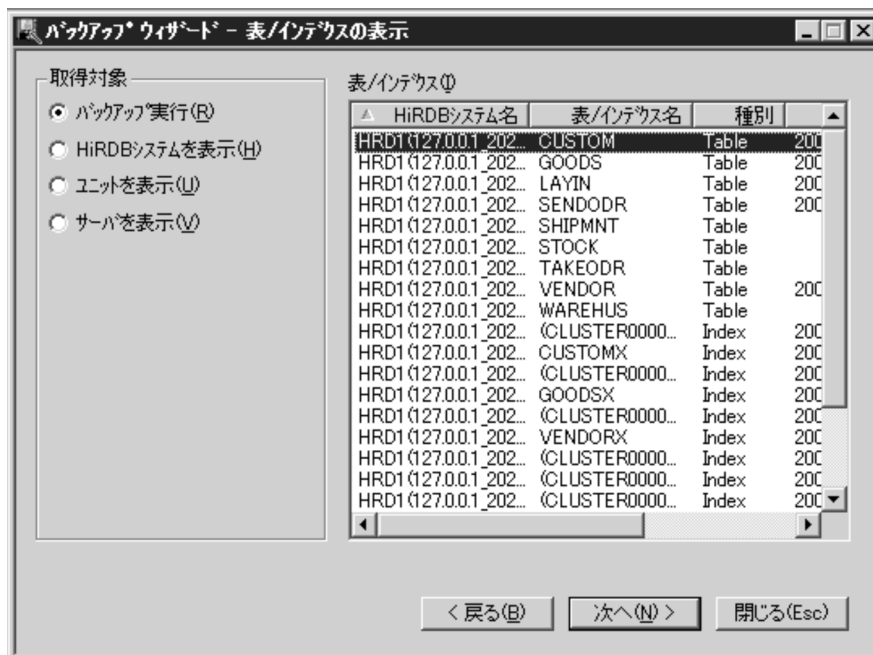 バックアップ ウィザード - 表/インデクスの表示
取得対象
バックアップ実行(R)
HiRDBシステムを表示(H)
ユニットを表示(U)
サーバを表示(V)
表/インデクス(I)
HiRDBシステム名 表/インデクス名 種別
HRD1(127.0.0.1_202... CUSTOM Table 200
HRD1(127.0.0.1_202... GOODS Table 200
HRD1(127.0.0.1_202... LAYIN Table 200
HRD1(127.0.0.1_202... SENDODR Table 200
HRD1(127.0.0.1_202... SHIPMNT Table
HRD1(127.0.0.1_202... STOCK Table
HRD1(127.0.0.1_202... TAKEODR Table
HRD1(127.0.0.1_202... VENDOR Table 200
HRD1(127.0.0.1_202... WAREHUS Table
HRD1(127.0.0.1_202... (CLUSTER0000... Index 200
HRD1(127.0.0.1_202... CUSTOMX Index 200
HRD1(127.0.0.1_202... (CLUSTER0000... Index 200
HRD1(127.0.0.1_202... GOODSX Index 200
HRD1(127.0.0.1_202... (CLUSTER0000... Index 200
HRD1(127.0.0.1_202... VENDORX Index 200
HRD1(127.0.0.1_202... (CLUSTER0000... Index 200
HRD1(127.0.0.1_202... (CLUSTER0000... Index 200
HRD1(127.0.0.1_202... (CLUSTER0000... Index 200
< 戻る(B) 次へ(N) > 閉じる(Esc)